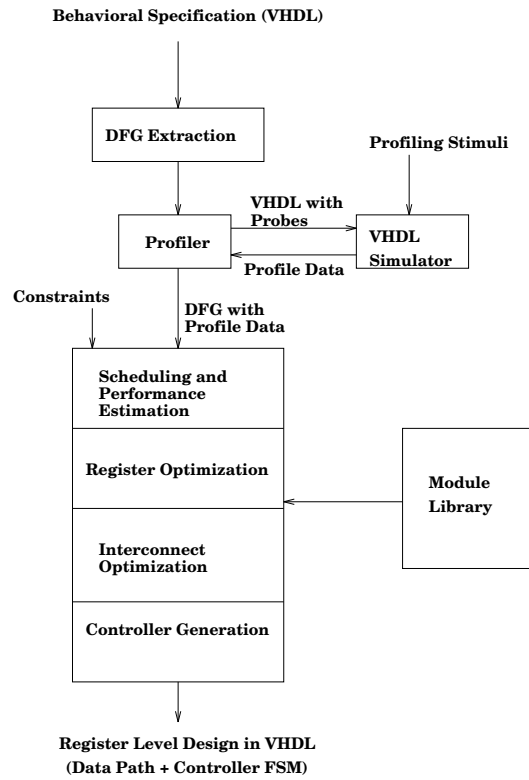 Behavioral Specification (VHDL)
DFG Extraction
Profiling Stimuli
VHDL with
Probes
Profiler
VHDL
Simulator
Profile Data
Constraints
DFG with
Profile Data
Scheduling and
Performance
Estimation
Register Optimization
Module
Library
Interconnect
Optimization
Controller Generation
Register Level Design in VHDL
(Data Path + Controller FSM)